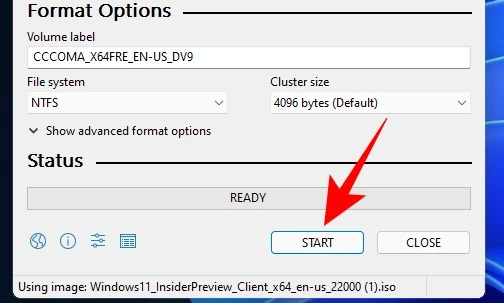 Format Options
Volume label
CCCOMA_X64FRE_EN-US_DV9
File system
Cluster size
NTFS
4096 bytes (Default)
Show advanced format options
Status
READY
START
CLOSE
Using image: Windows11_InsiderPreview_Client_x64_en-us_22000 (1).iso